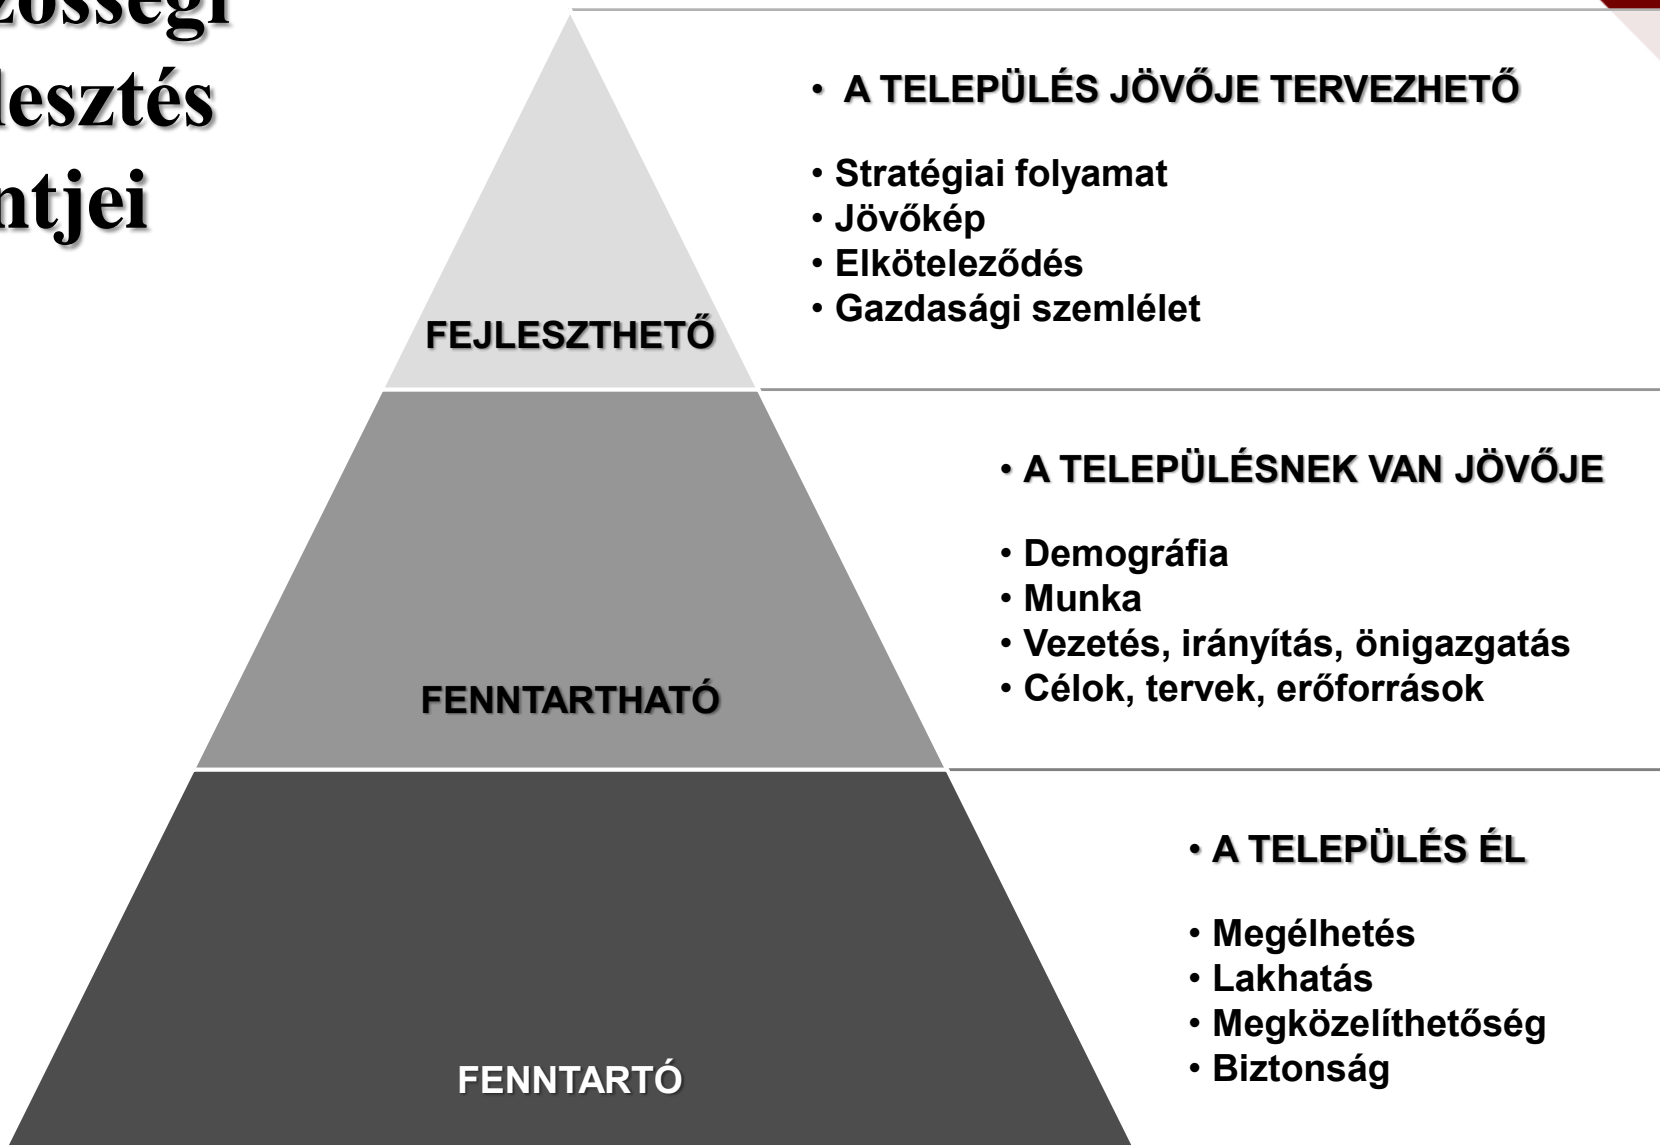 lesztés
ntjei
• A TELEPÜLÉS JÖVŐJE TERVEZHETŐ
• Stratégiai folyamat
• Jövőkép
• Elköteleződés
• Gazdasági szemlélet
FEJLESZTHETŐ
• A TELEPÜLÉSNEK VAN JÖVŐJE
• Demográfia
• Munka
• Vezetés, irányítás, önigazgatás
• Célok, tervek, erőforrások
FENNTARTHATÓ
• A TELEPÜLÉS ÉL
• Megélhetés
• Lakhatás
• Megközelíthetőség
• Biztonság
FENNTARTÓ